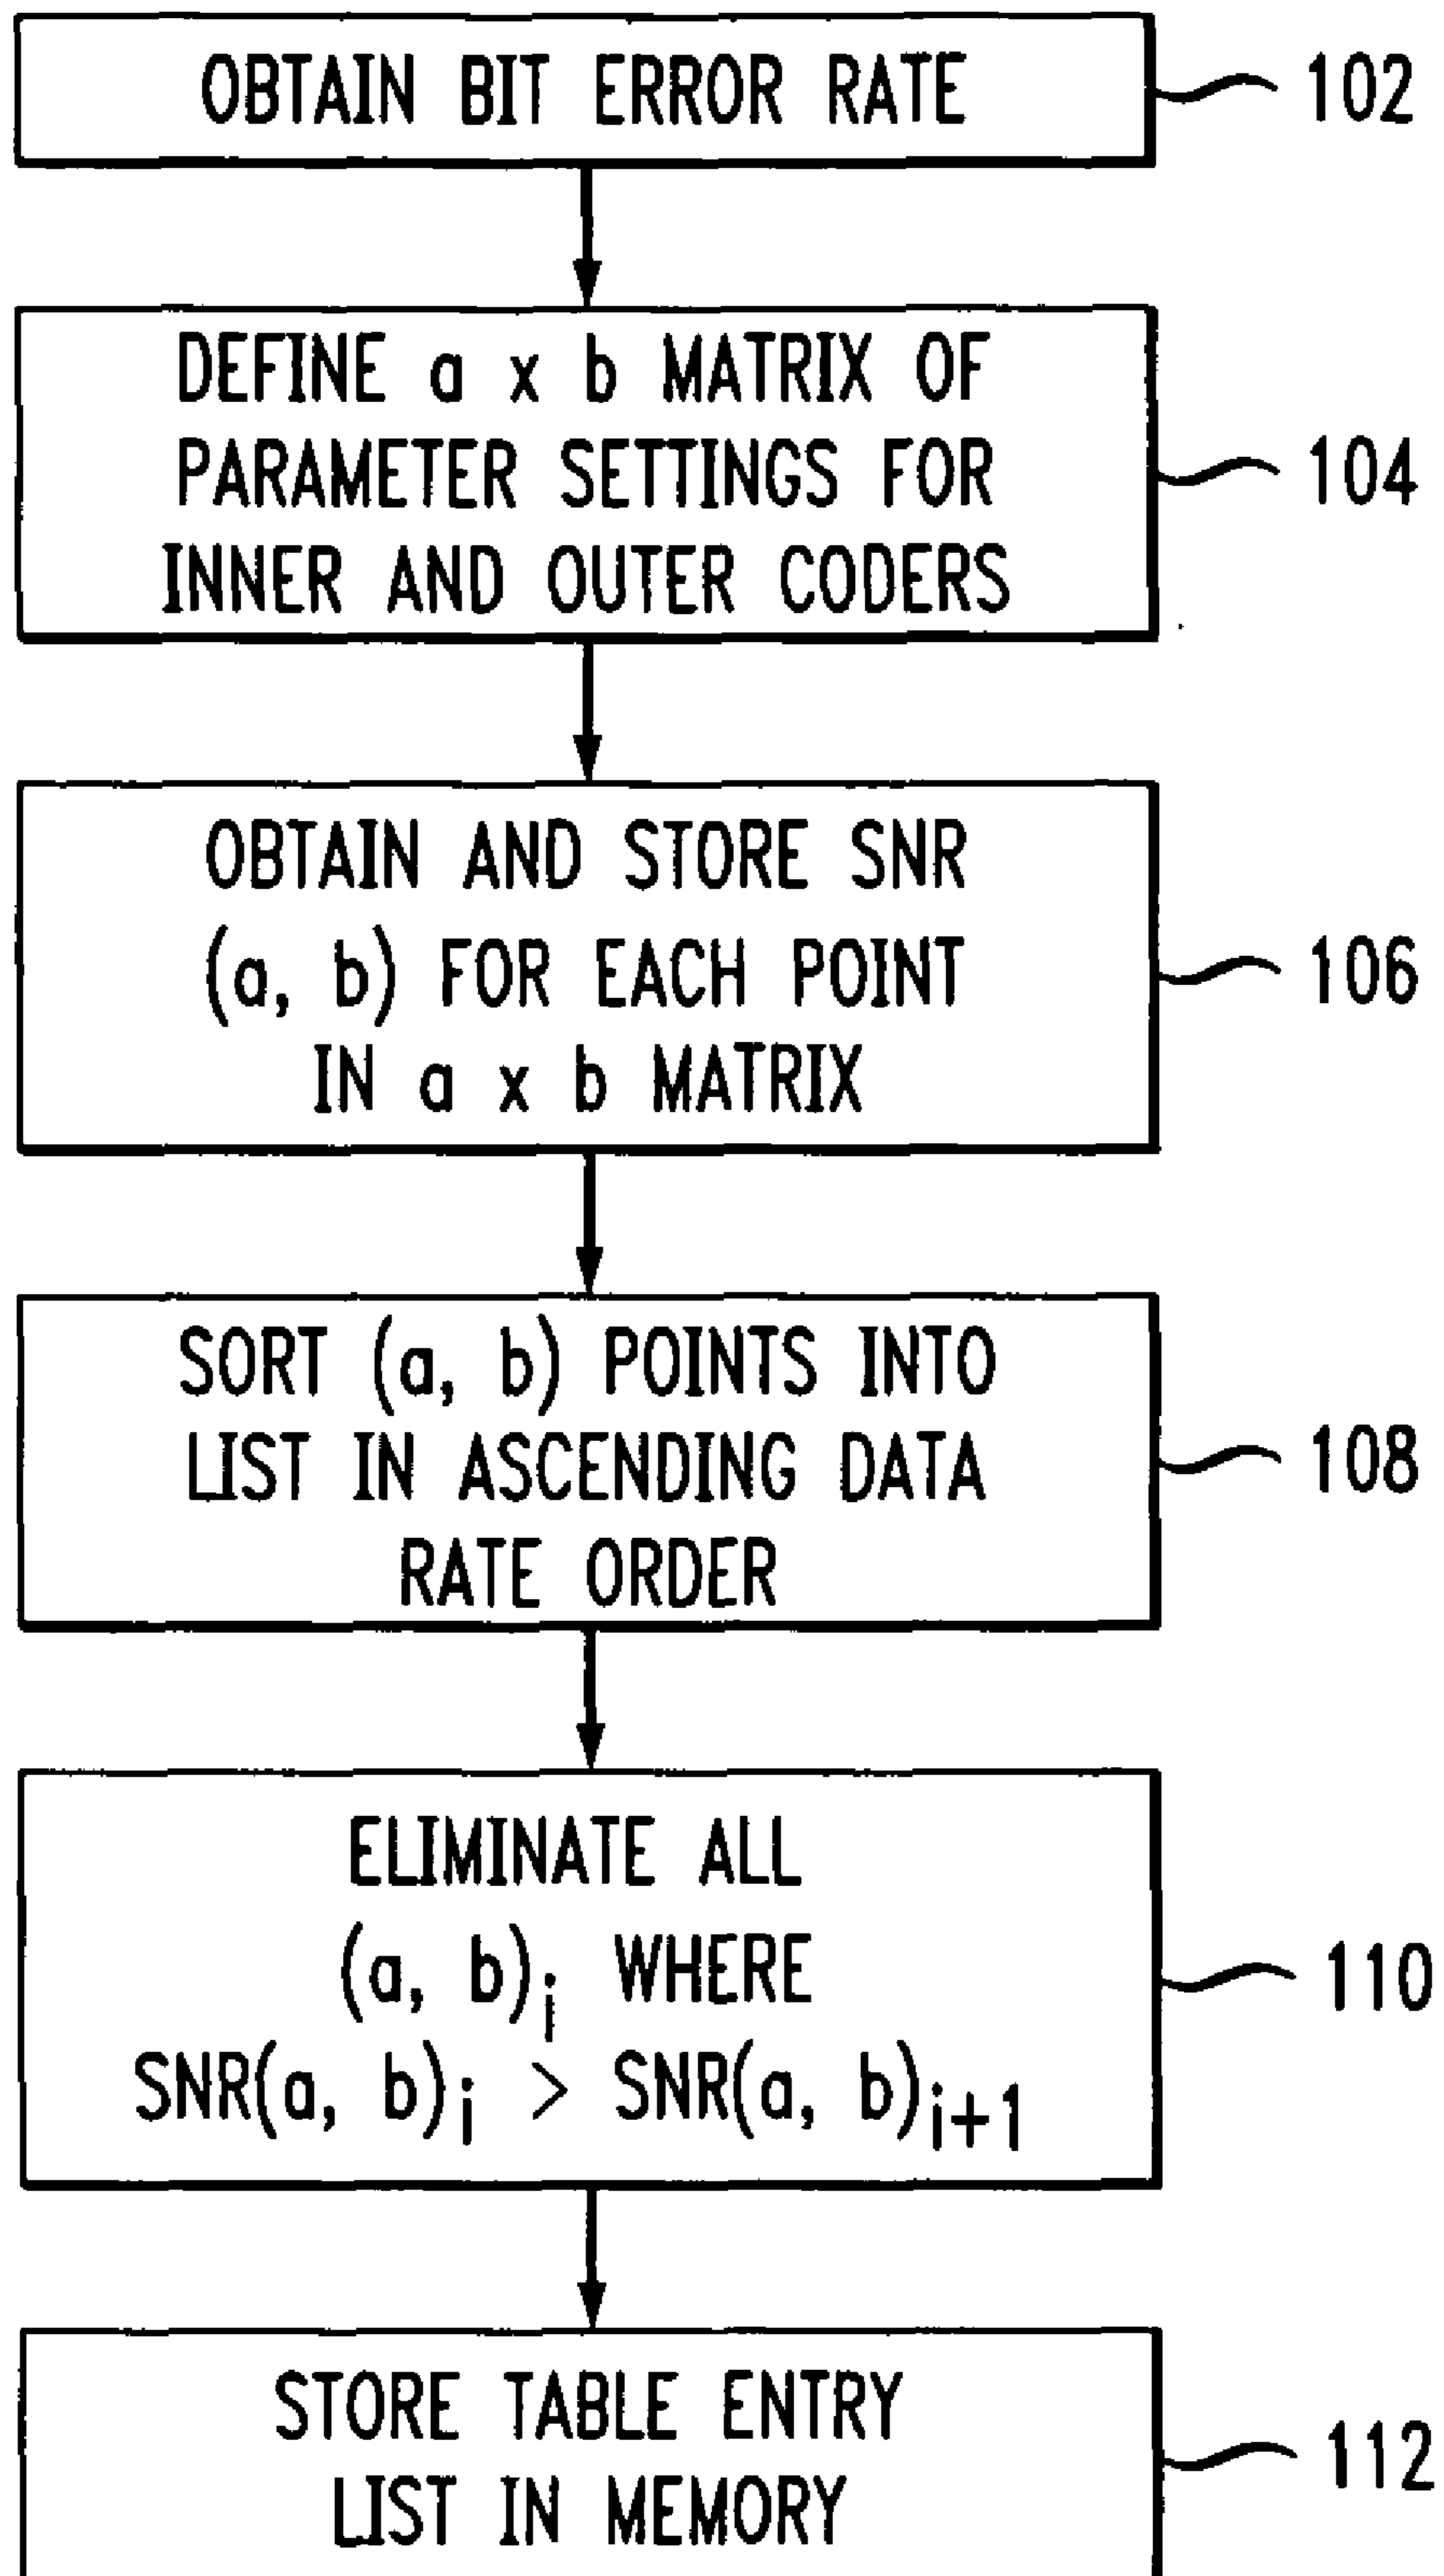 OBTAIN BIT ERROR RATE
102
DEFINE a x b MATRIX OF
PARAMETER SETTINGS FOR
INNER AND OUTER CODERS
104
OBTAIN AND STORE SNR
(a, b) FOR EACH POINT
IN a x b MATRIX
106
SORT (a, b) POINTS INTO
LIST IN ASCENDING DATA
RATE ORDER
108
ELIMINATE ALL
(a, b)i WHERE
SNR(a, b)i > SNR(a, b)i+1
110
STORE TABLE ENTRY
LIST IN MEMORY
112